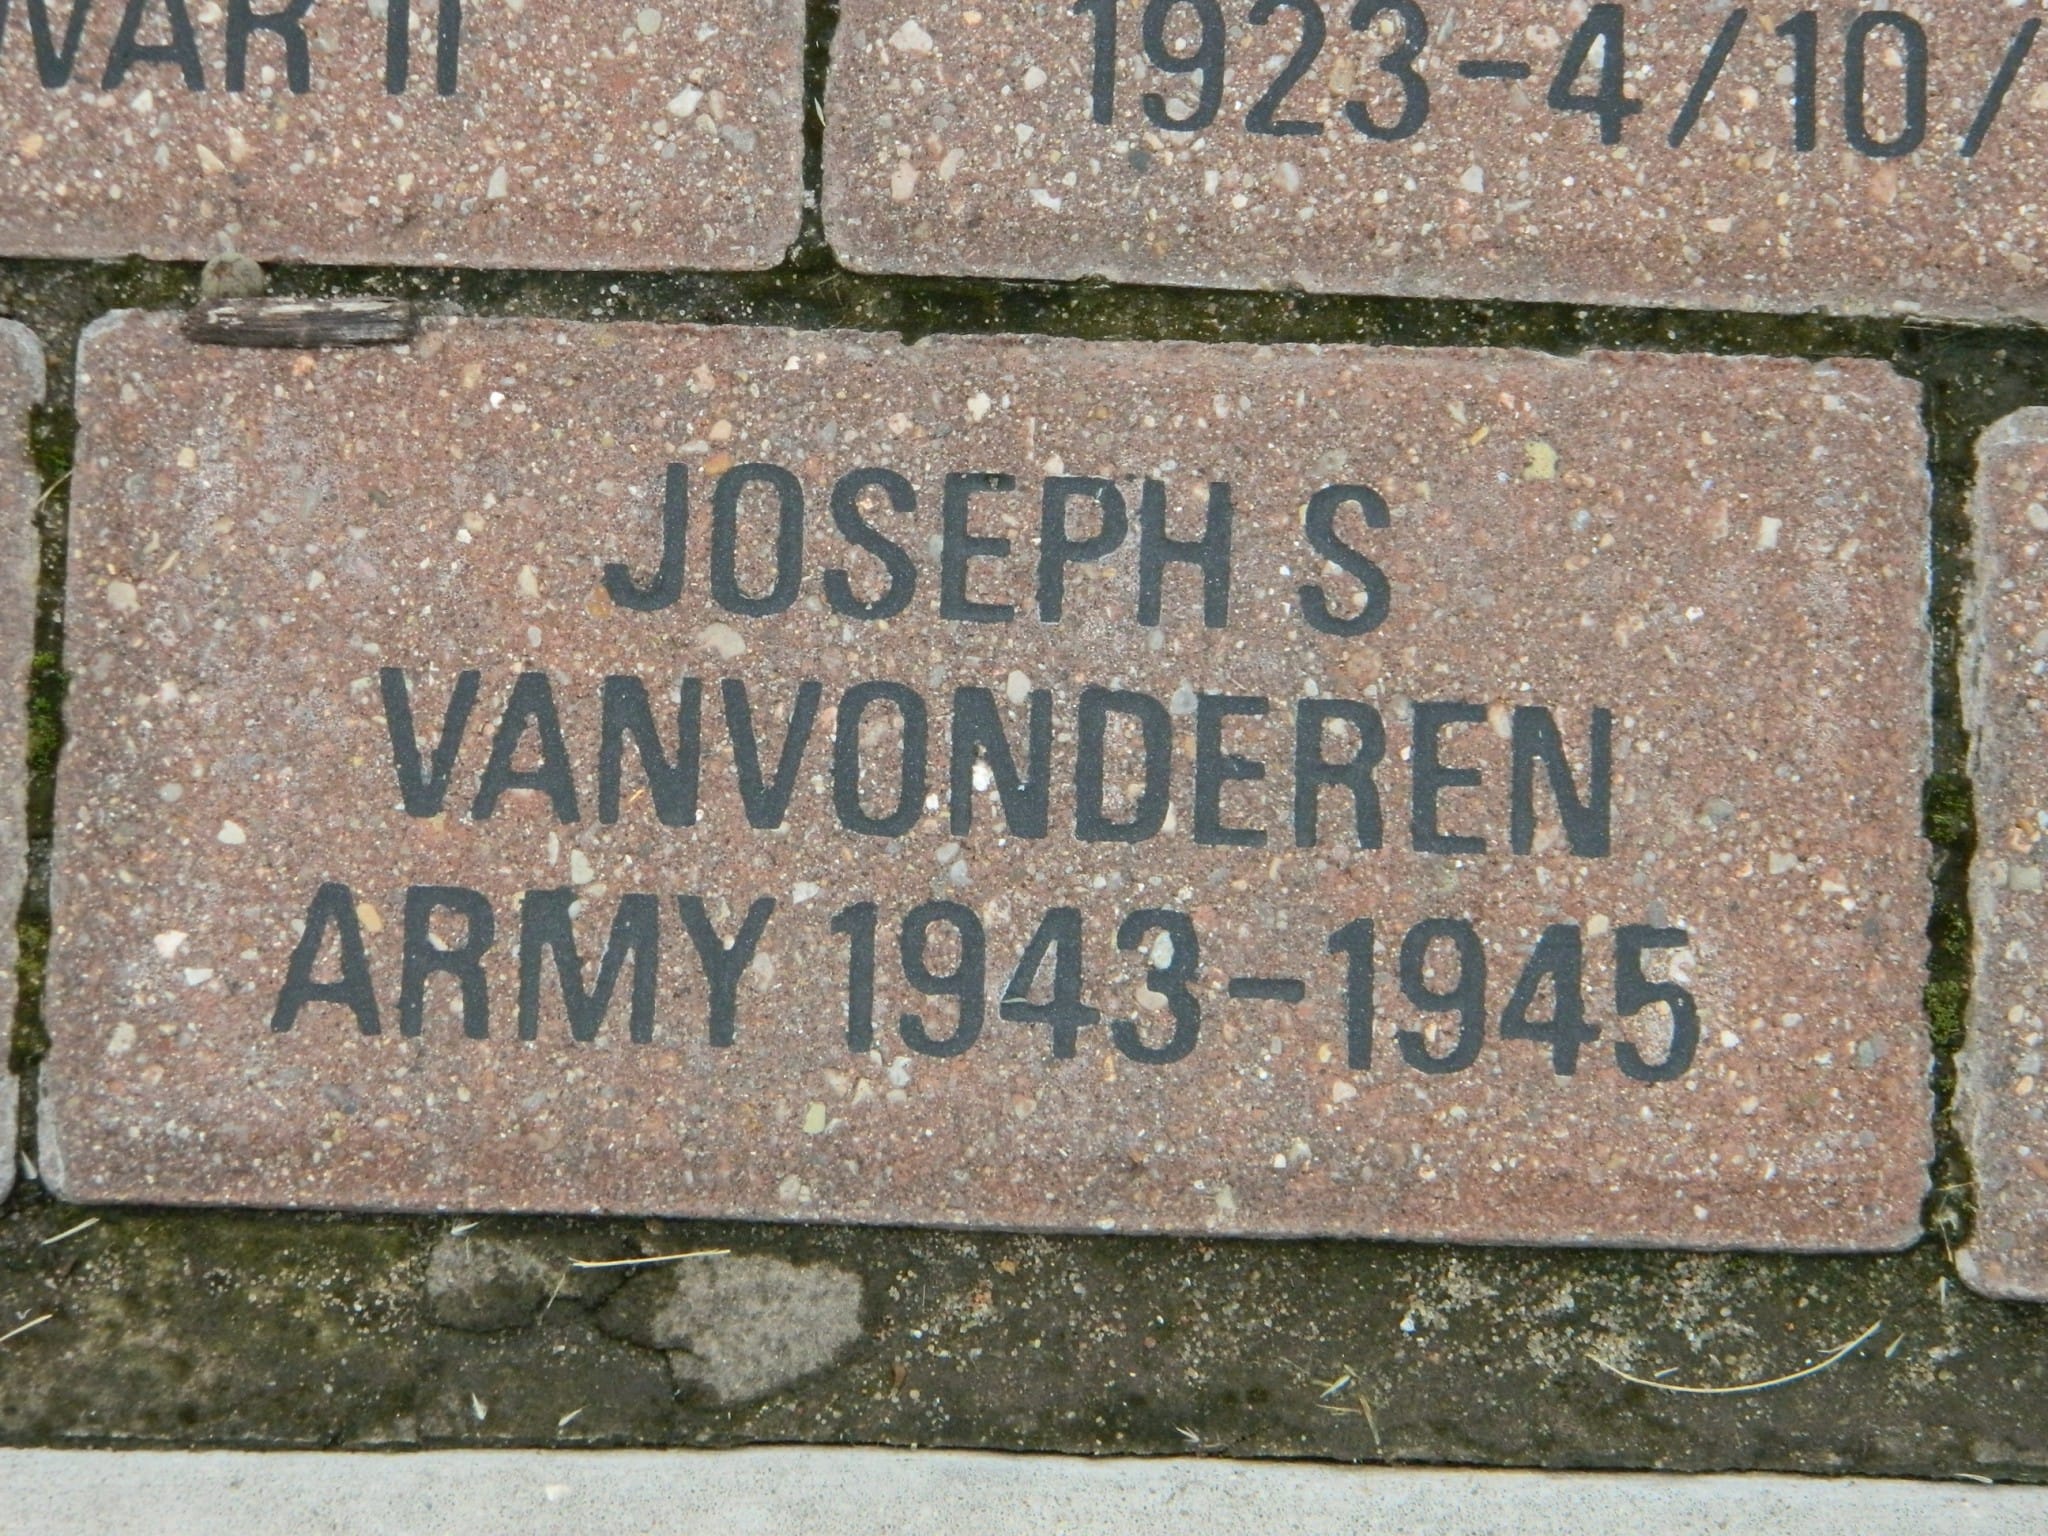 WAR II
1923-4/10/
JOSEPH S
VANVONDEREN
ARMY 1943-1945